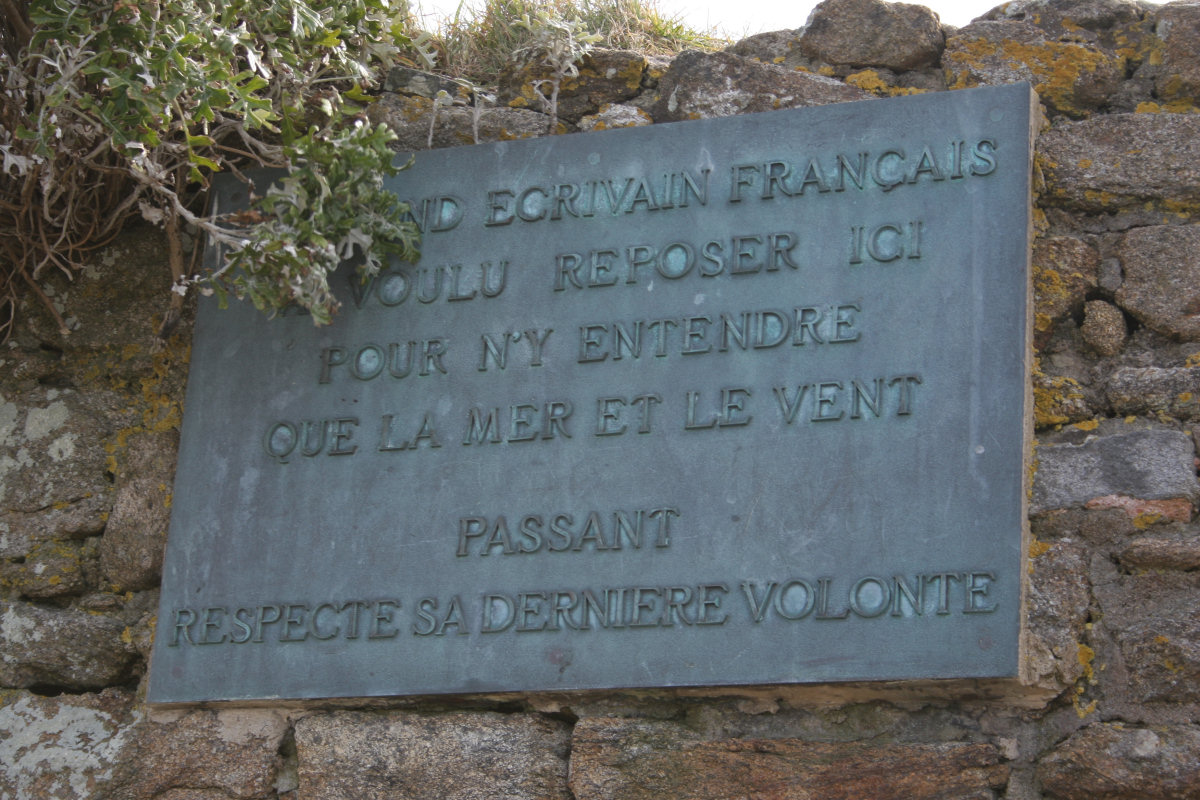 ECRIVAIN FRANÇAIS
VOULU REPOSER ICI
POUR N'Y ENTENDRE
QUE LA MER ET LE VENT
PASSANT
RESPECTE SA DERNIERE VOLONTE